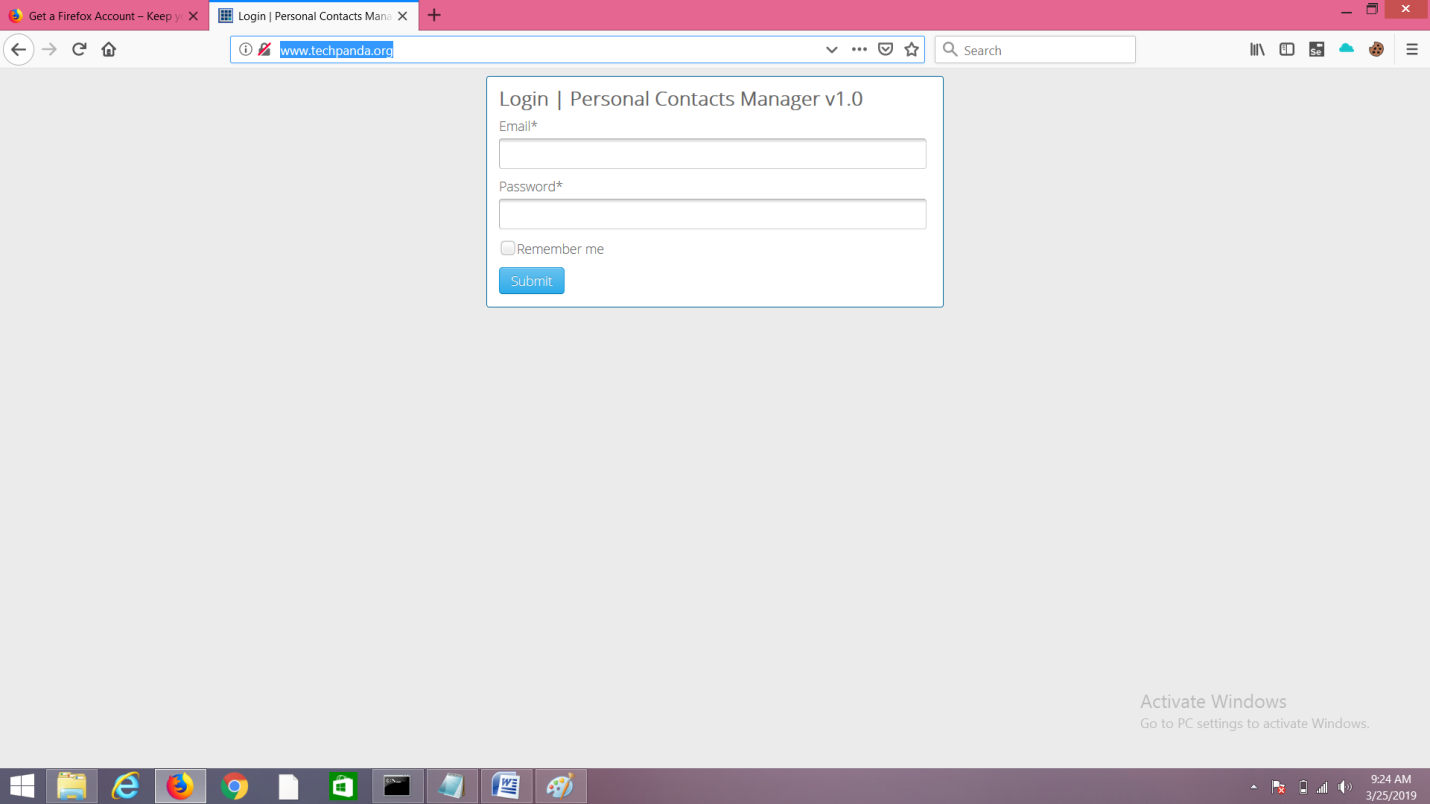 Get a Firefox Account – Keep y
Login | Personal Contacts Mana
www.techpanda.org
Search
Se
Login | Personal Contacts Manager v1.0
Email*
Password*
Remember me
Submit
Activate Windows
Go to PC settings to activate Windows.
9:24 AM
3/25/2019